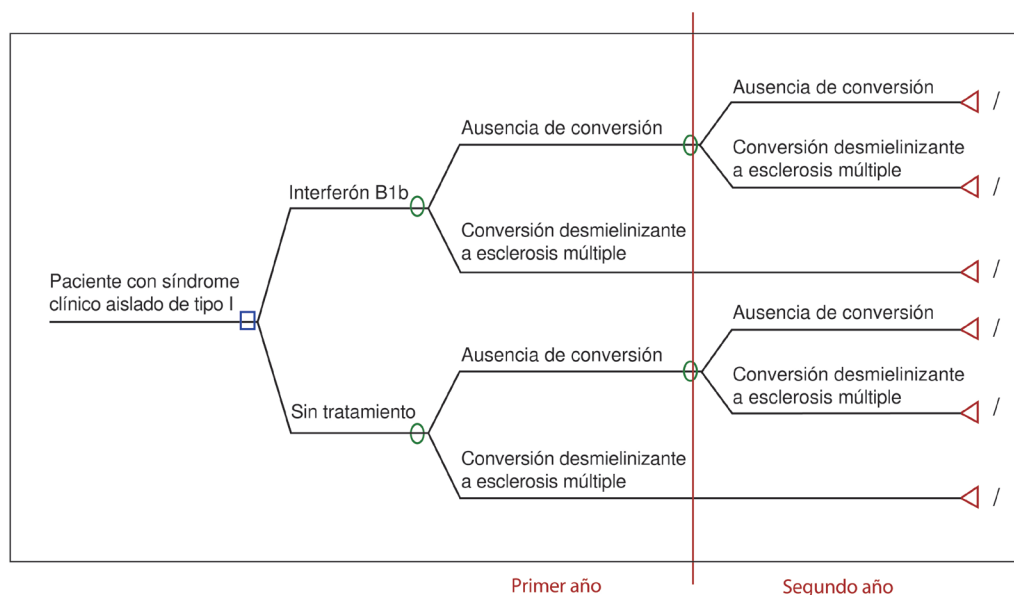 Ausencia de conversión
/
Ausencia de conversión
Conversión desmielinizante
a esclerosis múltiple
/
Interferón B1b
Conversión desmielinizante
a esclerosis múltiple
/
Paciente con síndrome
clínico aislado de tipo I
Ausencia de conversión
/
Ausencia de conversión
Conversión desmielinizante
a esclerosis múltiple
/
Sin tratamiento
Conversión desmielinizante
a esclerosis múltiple
/
Primer año
Segundo año